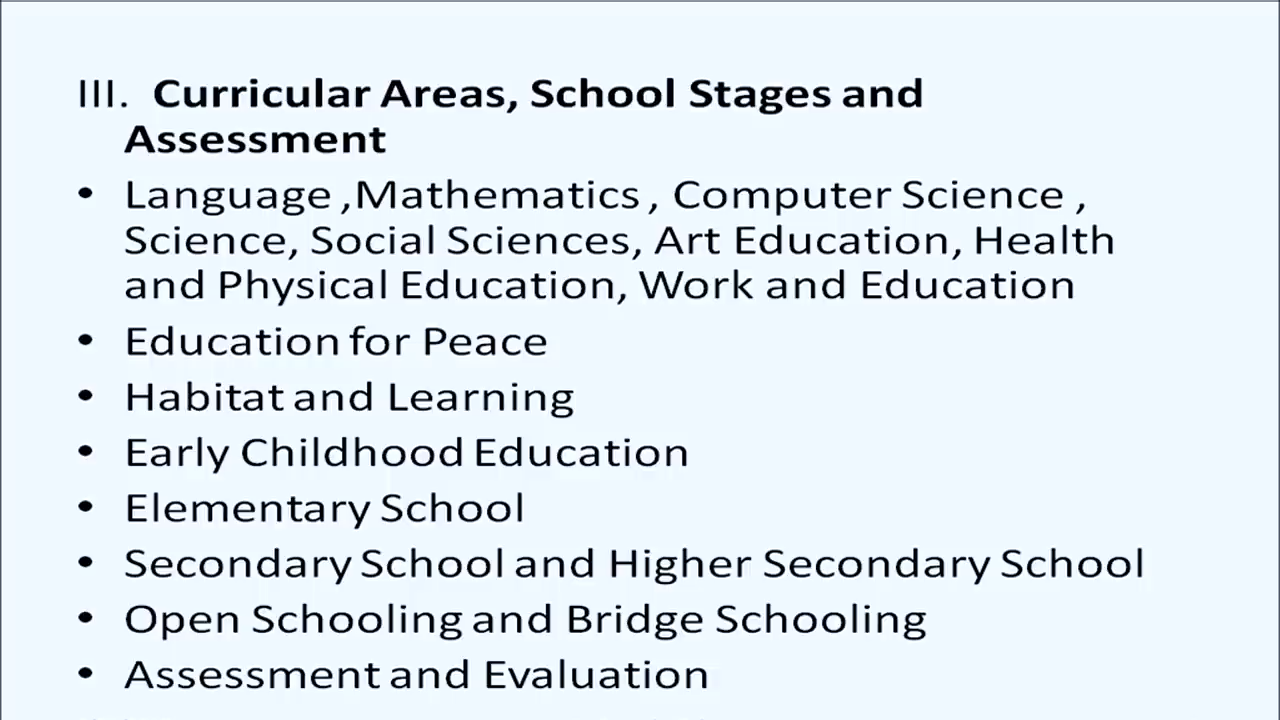 III. Curricular Areas, School Stages and
Assessment
• Language ,Mathematics , Computer Science ,
Science, Social Sciences, Art Education, Health
and Physical Education, Work and Education
• Education for Peace
• Habitat and Learning
• Early Childhood Education
• Elementary School
• Secondary School and Higher Secondary School
• Open Schooling and Bridge Schooling
• Assessment and Evaluation